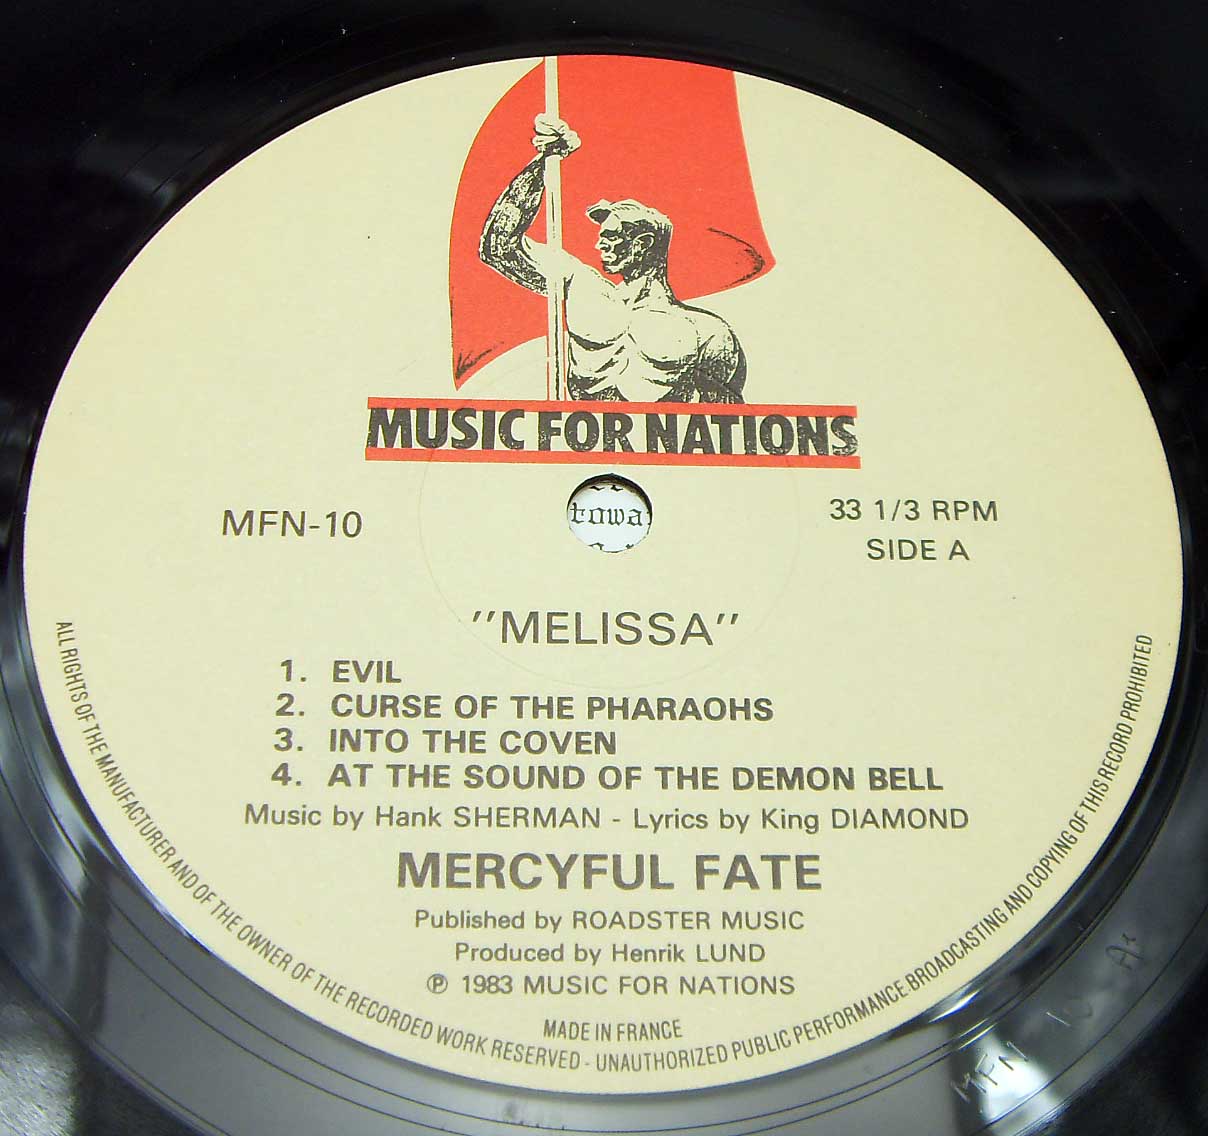 MUSIC FOR NATIONS
MFN-10
towa
33 1/3 RPM
SIDE A
"MELISSA"
1. EVIL
2. CURSE OF THE PHARAOHS
3. INTO THE COVEN
4. AT THE SOUND OF THE DEMON BELL
Music by Hank SHERMAN - Lyrics by King DIAMOND
MERCYFUL FATE
Published by ROADSTER MUSIC
Produced by Henrik LUND
℗ 1983 MUSIC FOR NATIONS
MADE IN FRANCE
ALL RIGHTS OF THE MANUFACTURER AND OF THE OWNER OF THE RECORDED WORK RESERVED - UNAUTHORIZED PUBLIC PERFORMANCE BROADCASTING AND COPYING OF THIS RECORD PROHIBITED
MFN